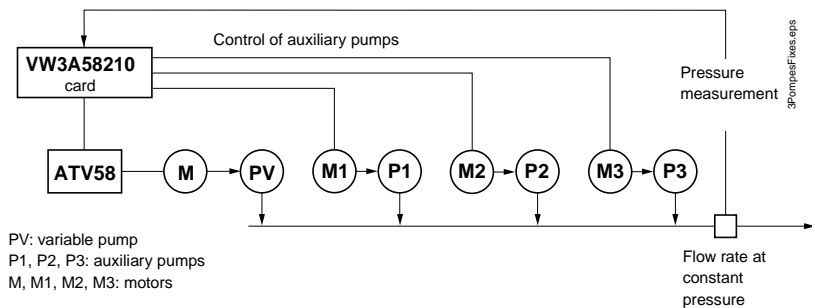 Control of auxiliary pumps
VW3A58210
card
Pressure
measurement
3PompesFixes.eps
ATV58
M
PV
M1
P1
M2
P2
M3
P3
PV: variable pump
P1, P2, P3: auxiliary pumps
M, M1, M2, M3: motors
Flow rate at
constant
pressure